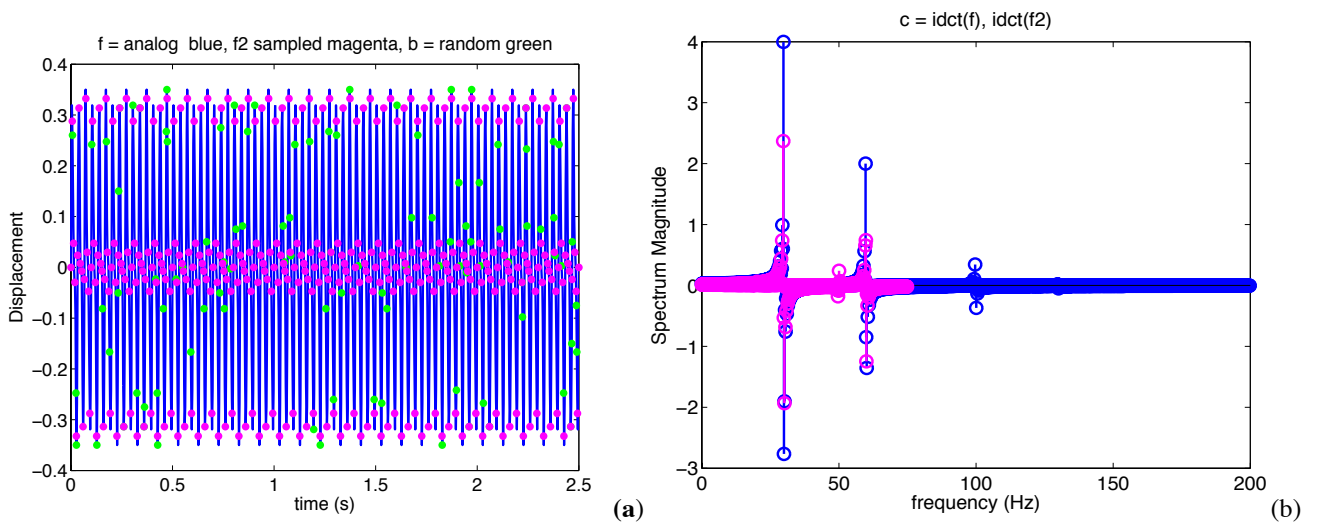 f = analog  blue, f2 sampled magenta, b = random green
0.4
0.3
0.2
0.1
0
−0.1
−0.2
−0.3
−0.4
Displacement
0 0.5 1 1.5 2 2.5
time (s)
(a)
c = idct(f), idct(f2)
4
3
2
1
0
−1
−2
−3
Spectrum Magnitude
0 50 100 150 200
frequency (Hz)
(b)